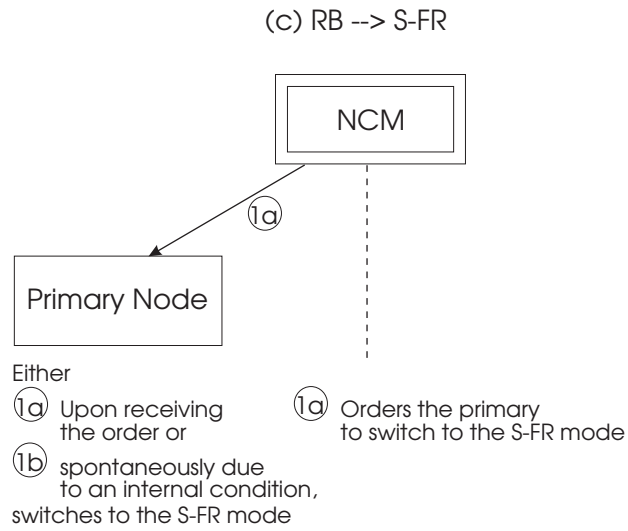 (c) RB --> S-FR
NCM
1a
Primary Node
Either
1a Upon receiving
the order or
1b spontaneously due
to an internal condition,
switches to the S-FR mode
1a Orders the primary
to switch to the S-FR mode